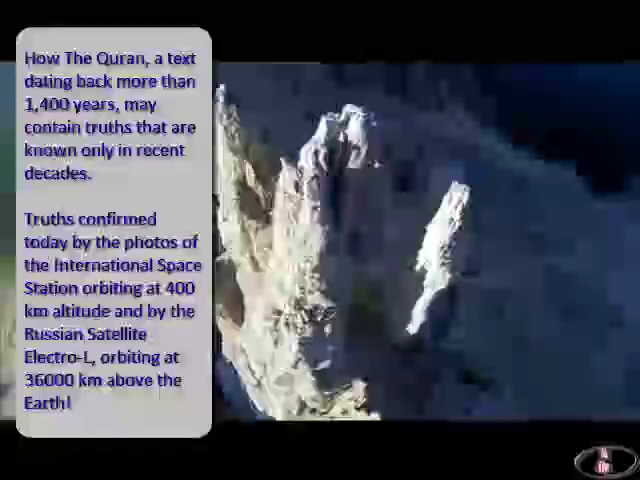 How The Quran, a text
dating back more than
1,400 years, may
contain truths that are
known only in recent
decades.
Truths confirmed
today by the photos of
the International Space
Station orbiting at 400
km altitude and by the
Russian Satellite
Electro-L, orbiting at
36000 km above the
Earth!